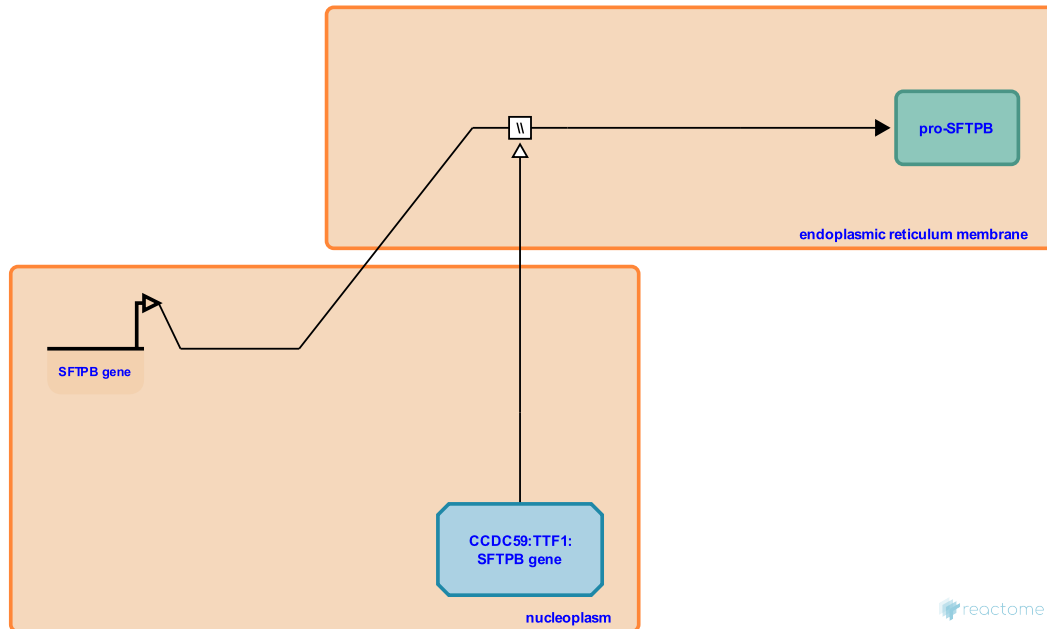 pro-SFTPB
endoplasmic reticulum membrane
SFTPB gene
CCDC59:TTF1:
SFTPB gene
nucleoplasm
reactome